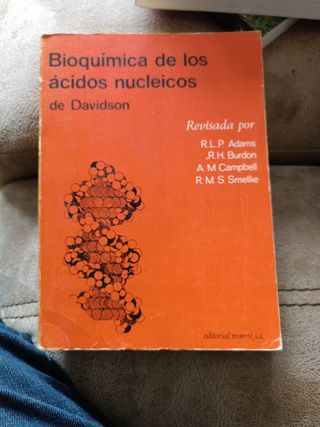 Bioquímica de los
ácidos nucleicos
de Davidson
Revisada por
R.L.P. Adams
R.H. Burdon
A. M. Campbell
R. M. S. Smellie
editorial reverté, s.a.